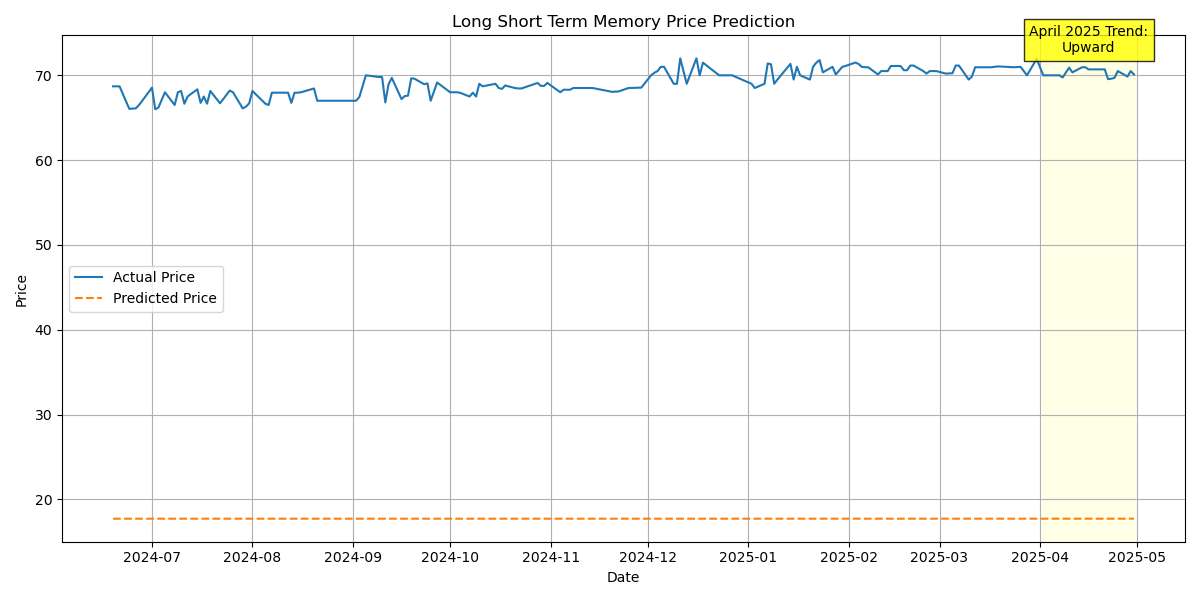 Long Short Term Memory Price Prediction
April 2025 Trend:
Upward
70
60
50
40
30
20
Price
Actual Price
Predicted Price
2024-07
2024-08
2024-09
2024-10
2024-11
2024-12
2025-01
2025-02
2025-03
2025-04
2025-05
Date